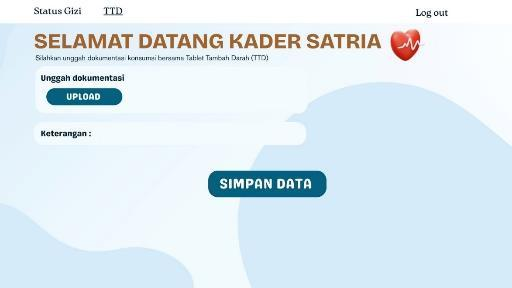 Status Gizi TTD Log out
SELAMAT DATANG KADER SATRIA
Silahkan unggah dokumentasi konsumsi bersama Tablet Tambah Darah (TTD)
Unggah dokumentasi
UPLOAD
Keterangan :
SIMPAN DATA